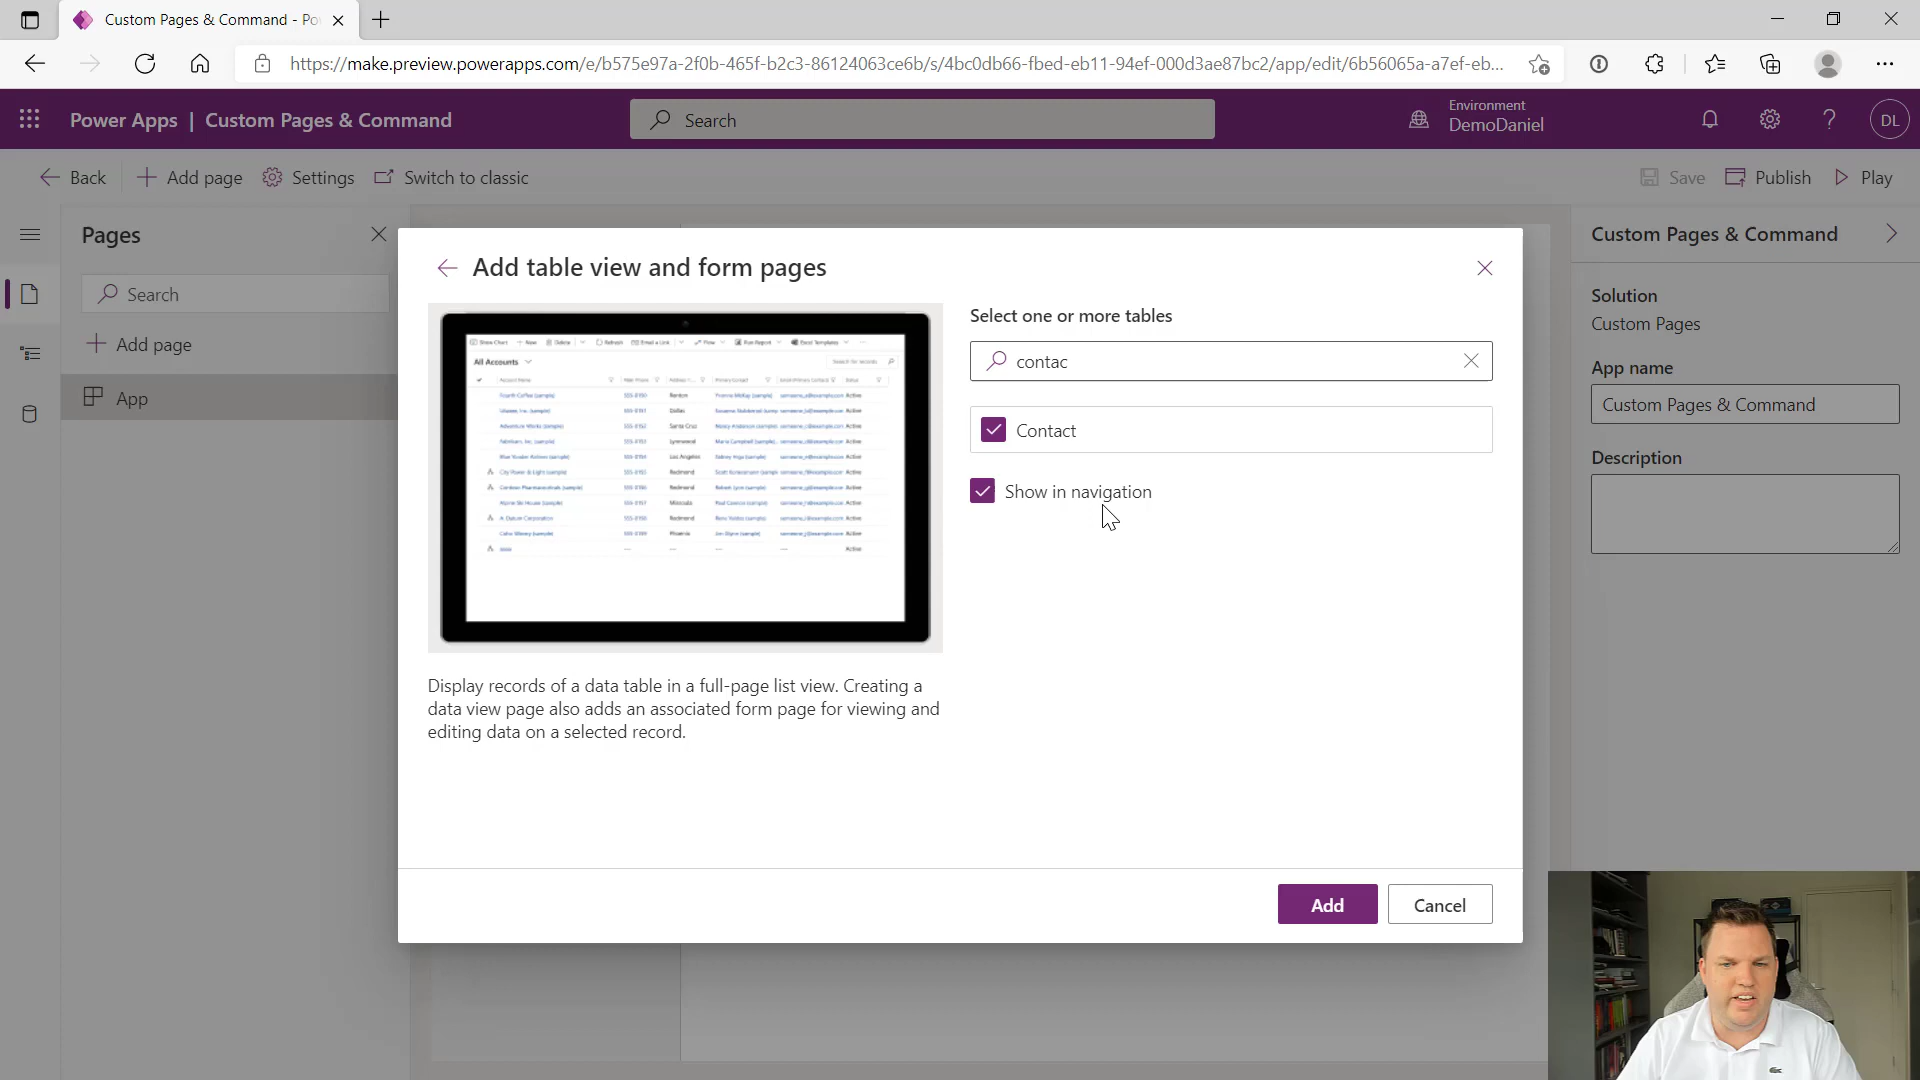 Custom Pages & Command - Po
https://make.preview.powerapps.com/e/b575e97a-2f0b-465f-b2c3-86124063ce6b/s/4bc0db66-fbed-eb11-94ef-000d3ae87bc2/app/edit/6b56065a-a7ef-eb...
Power Apps | Custom Pages & Command
Search
Environment
DemoDaniel
DL
Back
Add page
Settings
Switch to classic
Save
Publish
Play
Pages
Search
Add page
App
Add table view and form pages
All Accounts
Select one or more tables
contac
Contact
Show in navigation
Display records of a data table in a full-page list view. Creating a
data view page also adds an associated form page for viewing and
editing data on a selected record.
Add
Cancel
Custom Pages & Command
Solution
Custom Pages
App name
Custom Pages & Command
Description